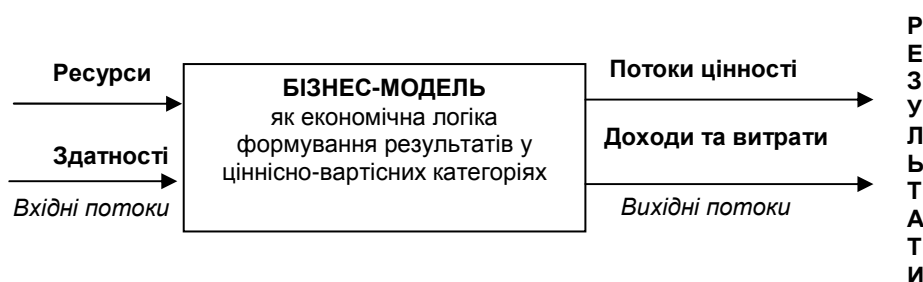 Ресурси
Здатності
Вхідні потоки
БІЗНЕС-МОДЕЛЬ
як економічна логіка
формування результатів у
ціннісно-вартісних категоріях
Потоки цінності
Доходи та витрати
Вихідні потоки
Р
Е
З
У
Л
Ь
Т
А
Т
И